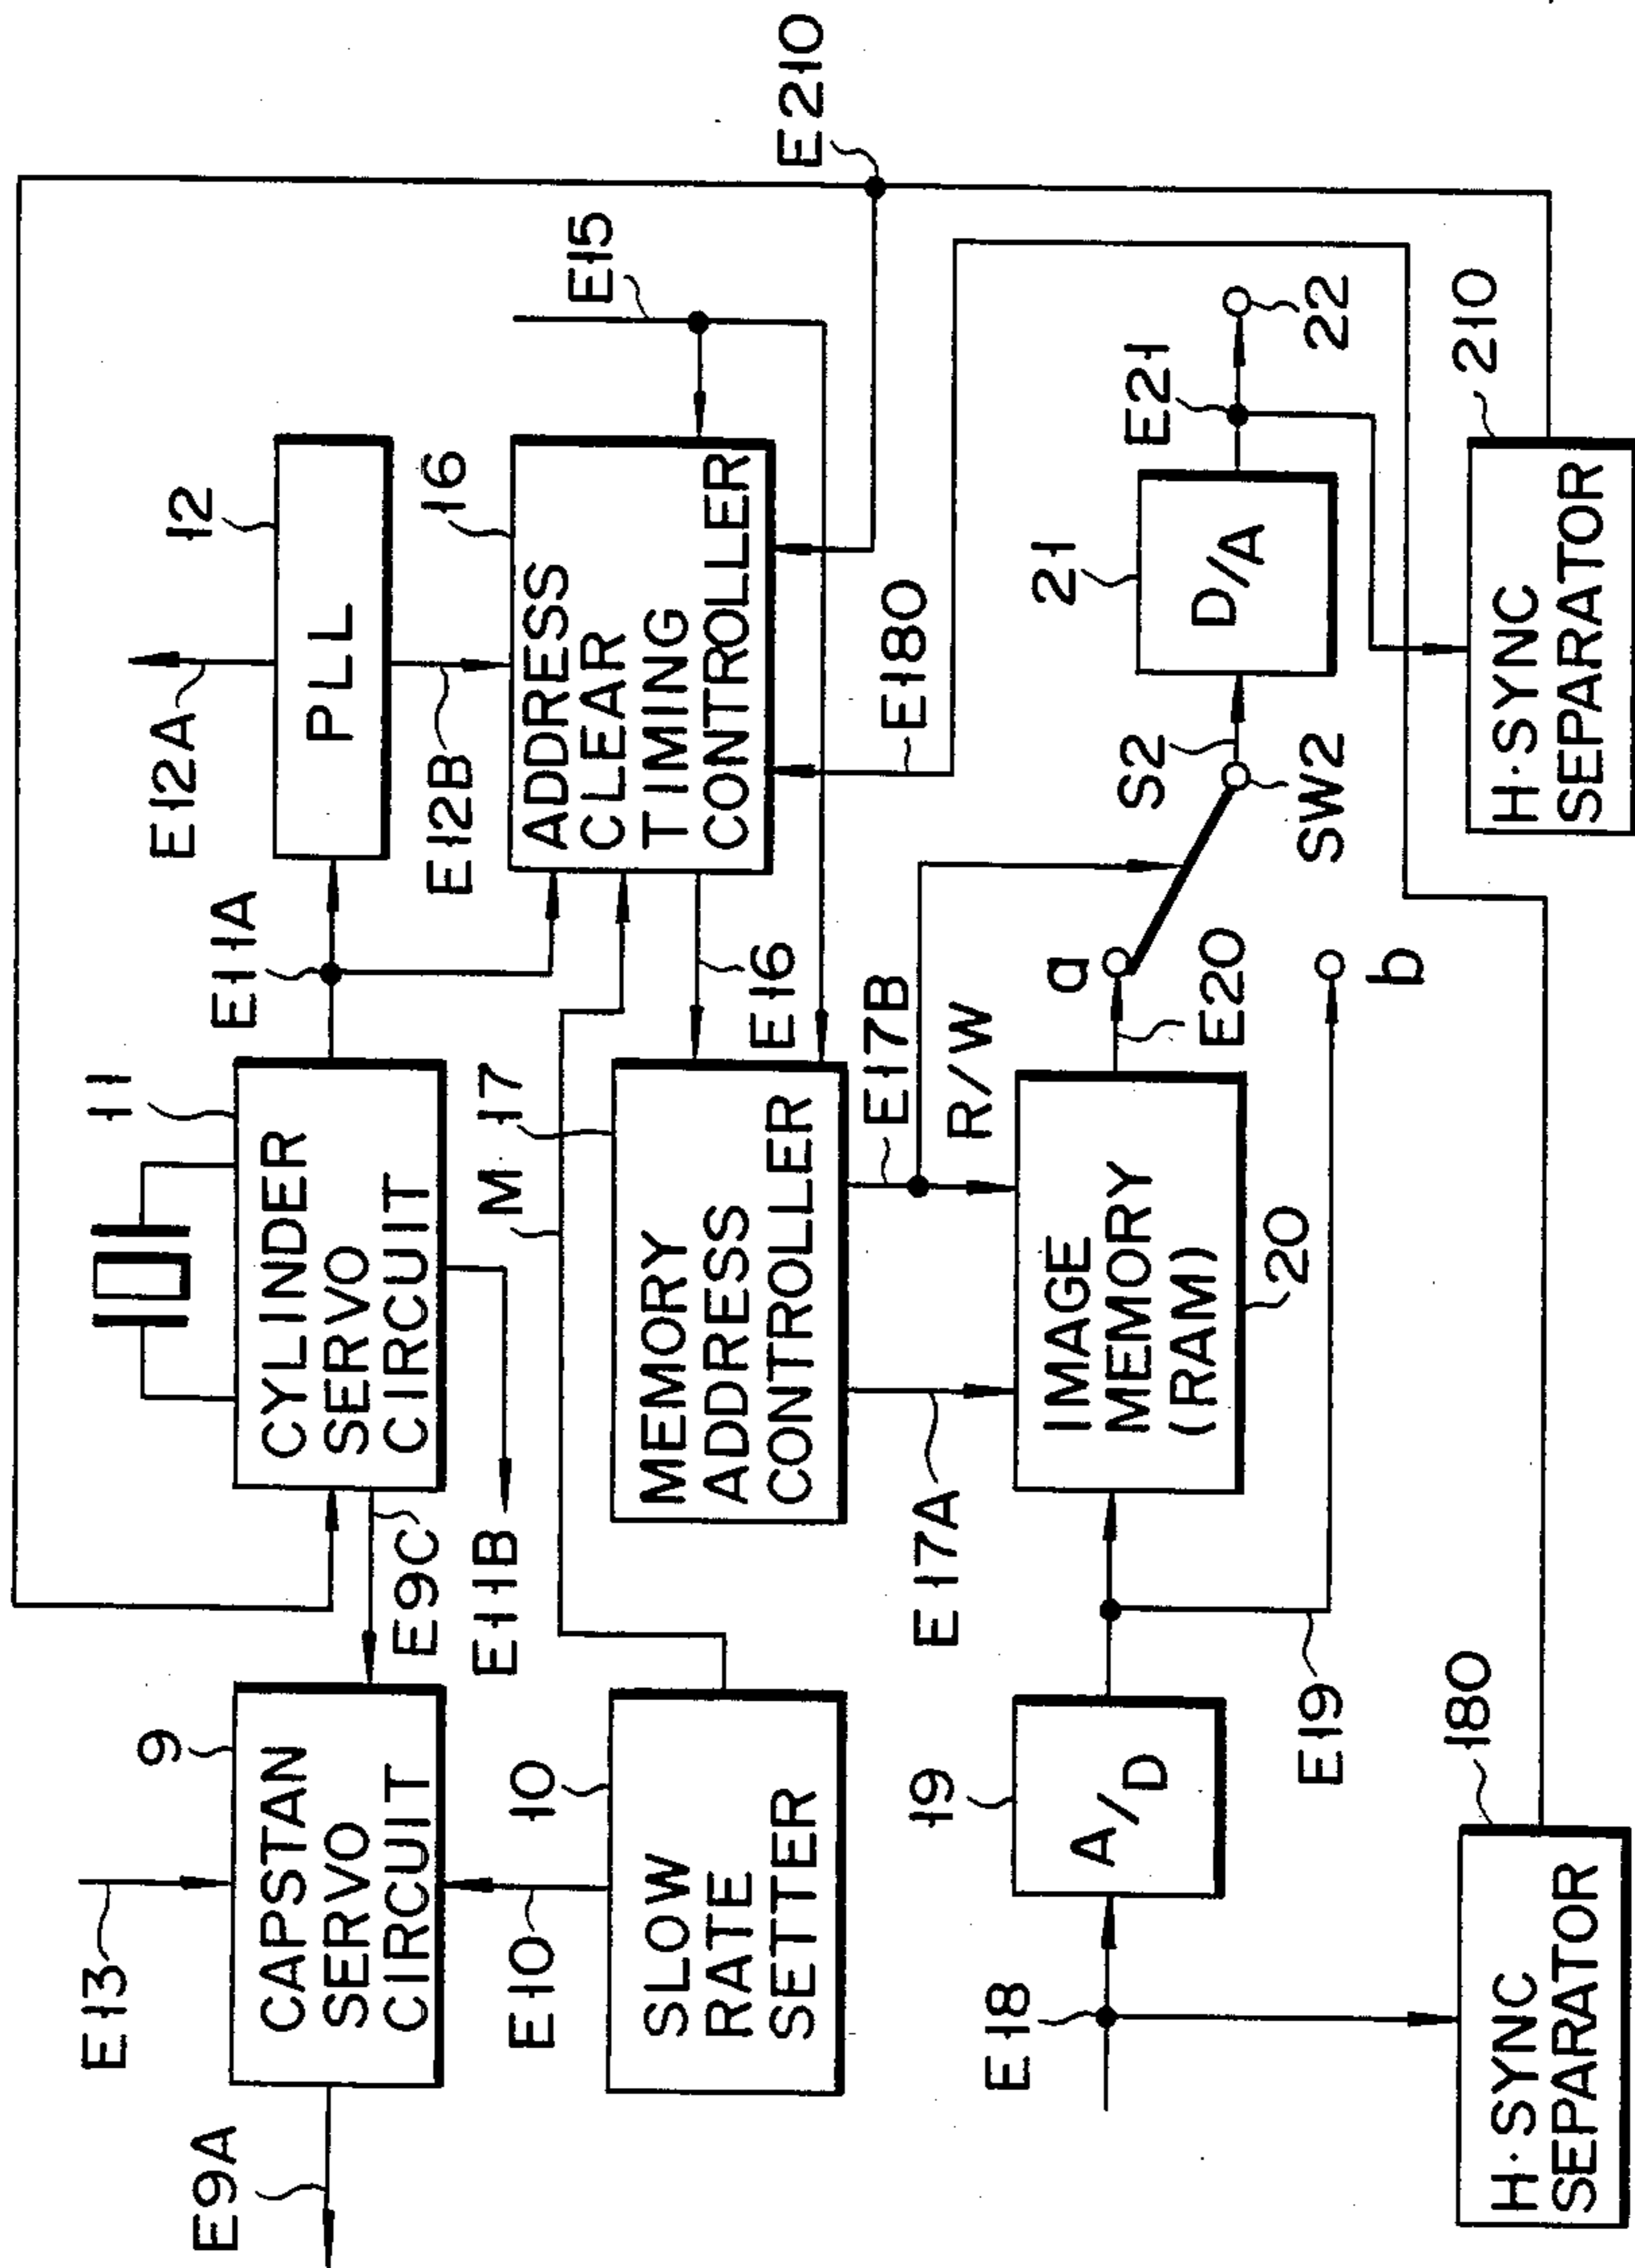 E13
11
9
E12A
12
E9A
E11A
CAPSTAN
SERVO
CIRCUIT
CYLINDER
SERVO
CIRCUIT
PLL
E9C
E12B
16
E11B
M
17
E10
10
E15
SLOW
RATE
SETTER
MEMORY
ADDRESS
CONTROLLER
ADDRESS
CLEAR
TIMING
CONTROLLER
E16
E210
E17B
E180
19
E17A
R/W
E18
A/D
IMAGE
MEMORY
(RAM)
a
21
S2
E21
D/A
E20
20
SW2
22
E19
b
180
210
H·SYNC
SEPARATOR
H·SYNC
SEPARATOR